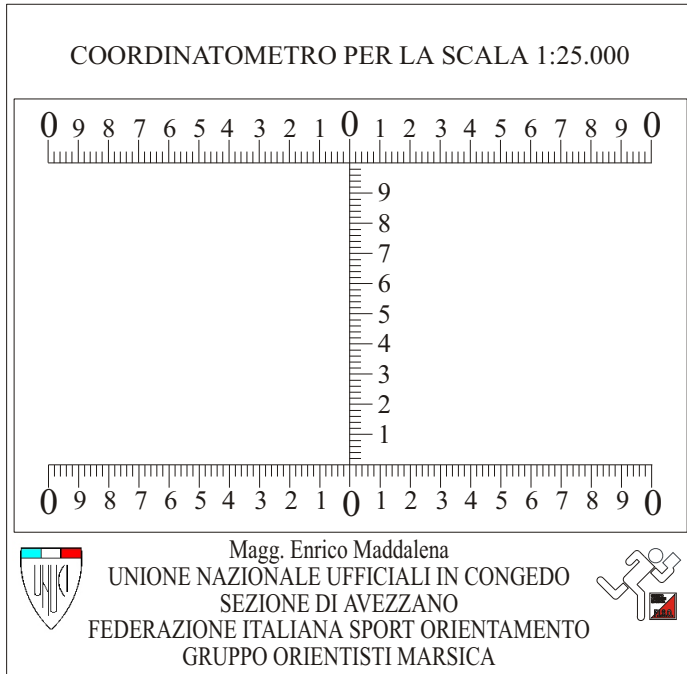 COORDINATOMETRO PER LA SCALA 1:25.000
0 9 8 7 6 5 4 3 2 1 0 1 2 3 4 5 6 7 8 9 0
9
8
7
6
5
4
3
2
1
0 9 8 7 6 5 4 3 2 1 0 1 2 3 4 5 6 7 8 9 0
Magg. Enrico Maddalena
UNIONE NAZIONALE UFFICIALI IN CONGEDO
SEZIONE DI AVEZZANO
FEDERAZIONE ITALIANA SPORT ORIENTAMENTO
GRUPPO ORIENTISTI MARSICA
UNUCI